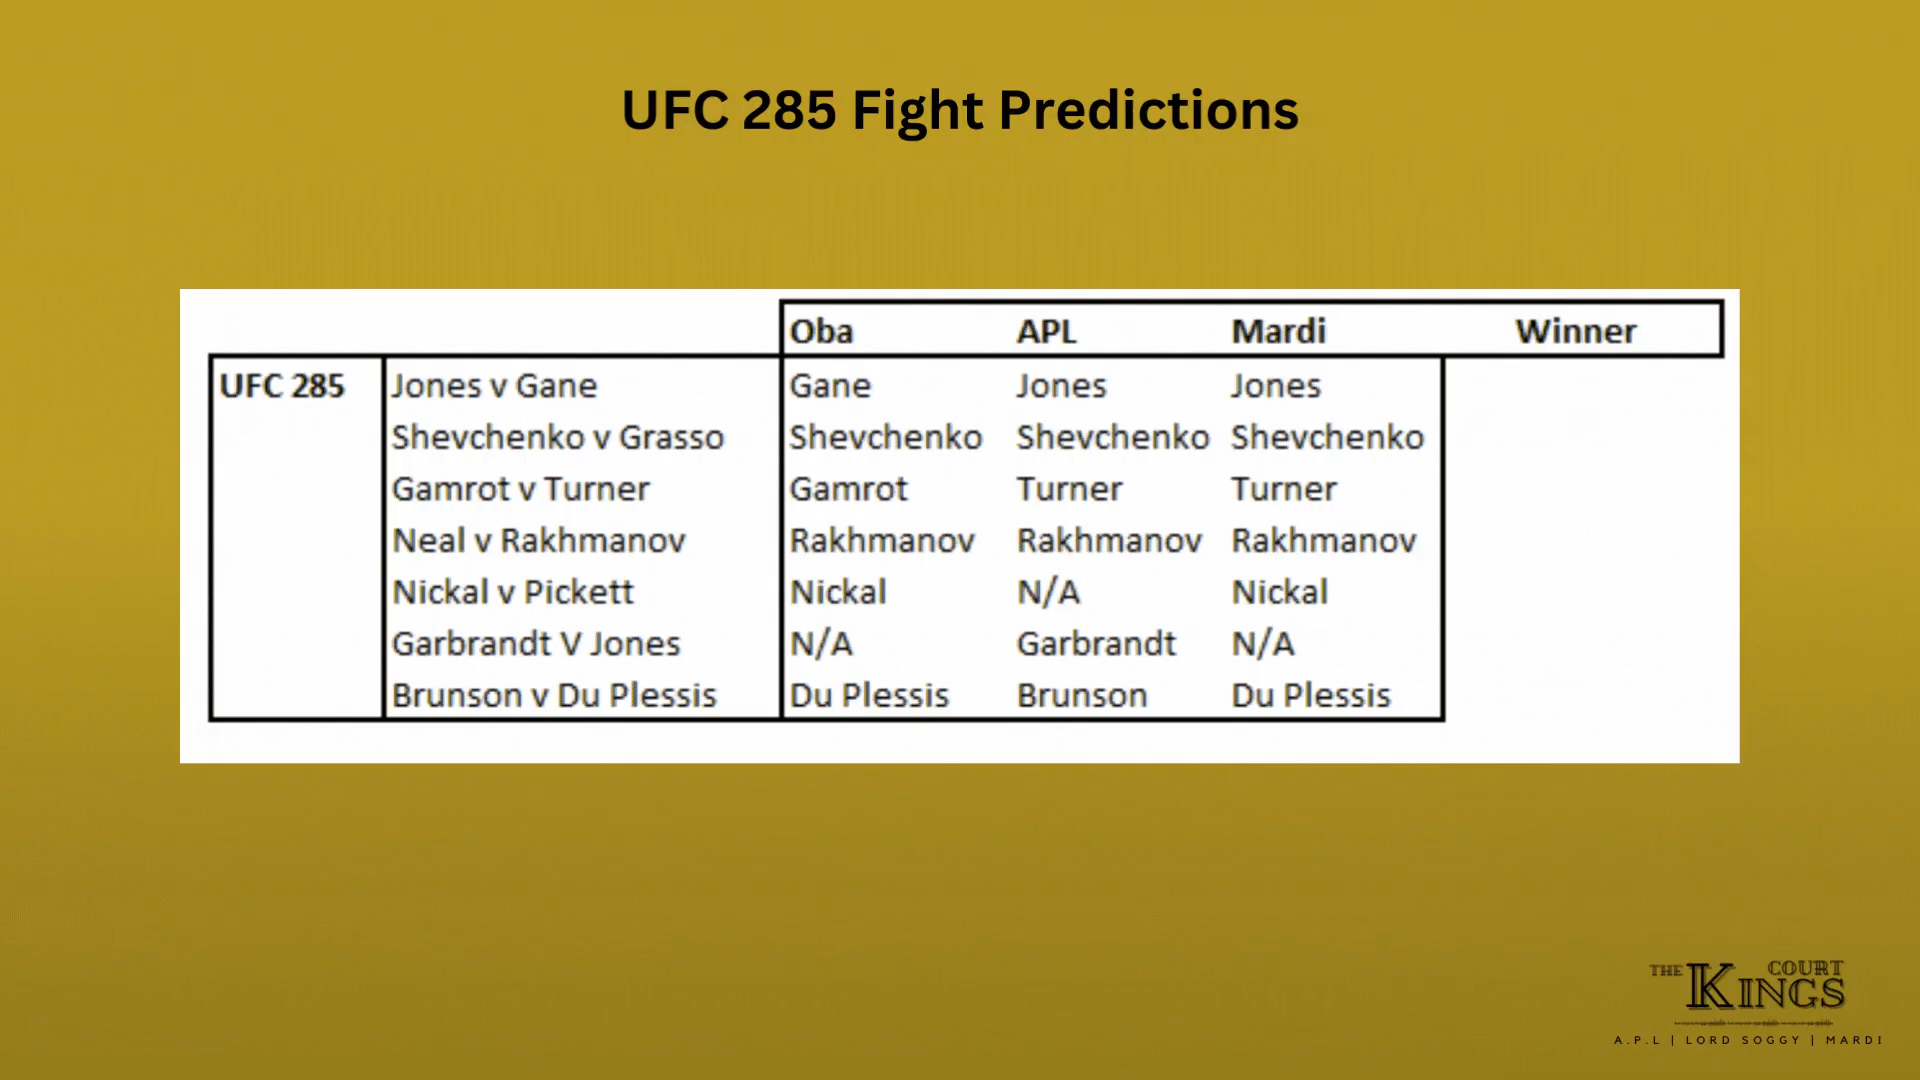 UFC 285 Fight Predictions
Oba APL Mardi Winner
UFC 285 Jones v Gane Gane Jones Jones
Shevchenko v Grasso Shevchenko Shevchenko Shevchenko
Gamrot v Turner Gamrot Turner Turner
Neal v Rakhmanov Rakhmanov Rakhmanov Rakhmanov
Nickal v Pickett Nickal N/A Nickal
Garbrandt V Jones N/A Garbrandt N/A
Brunson v Du Plessis Du Plessis Brunson Du Plessis
THE COURT
KINGS
A.P.L | LORD SOGGY | MARDI